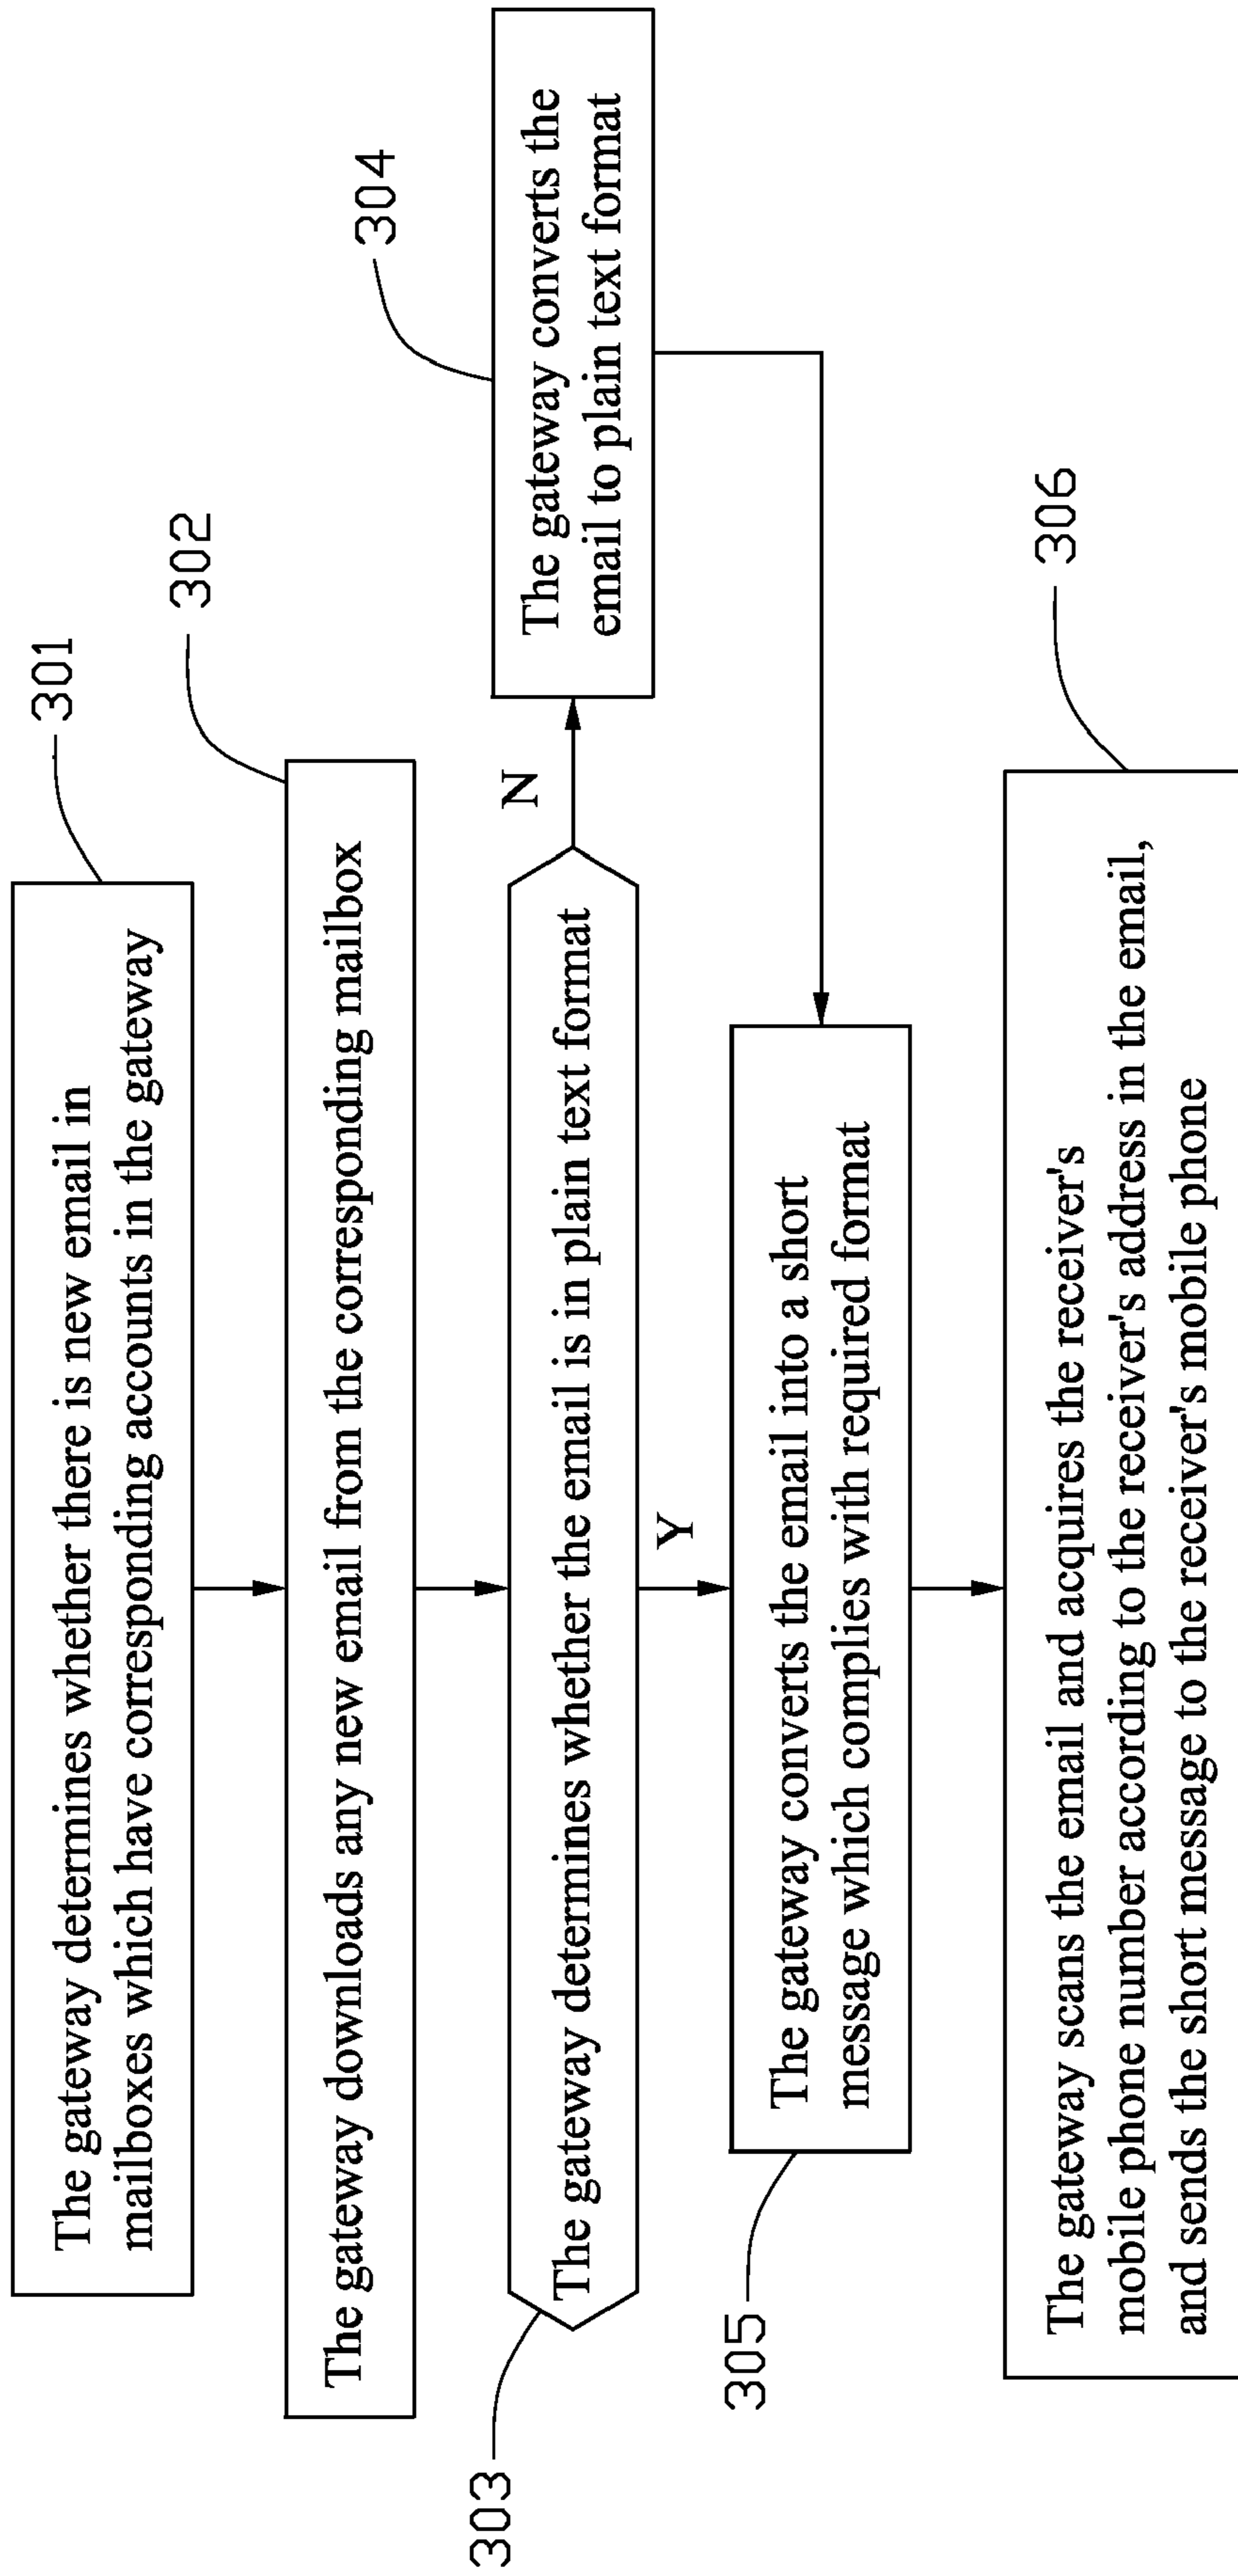 301
The gateway determines whether there is new email in
mailboxes which have corresponding accounts in the gateway
302
The gateway downloads any new email from the corresponding mailbox
303
The gateway determines whether the email is in plain text format
N
304
The gateway converts the
email to plain text format
Y
305
The gateway converts the email into a short
message which complies with required format
306
The gateway scans the email and acquires the receiver's
mobile phone number according to the receiver's address in the email,
and sends the short message to the receiver's mobile phone